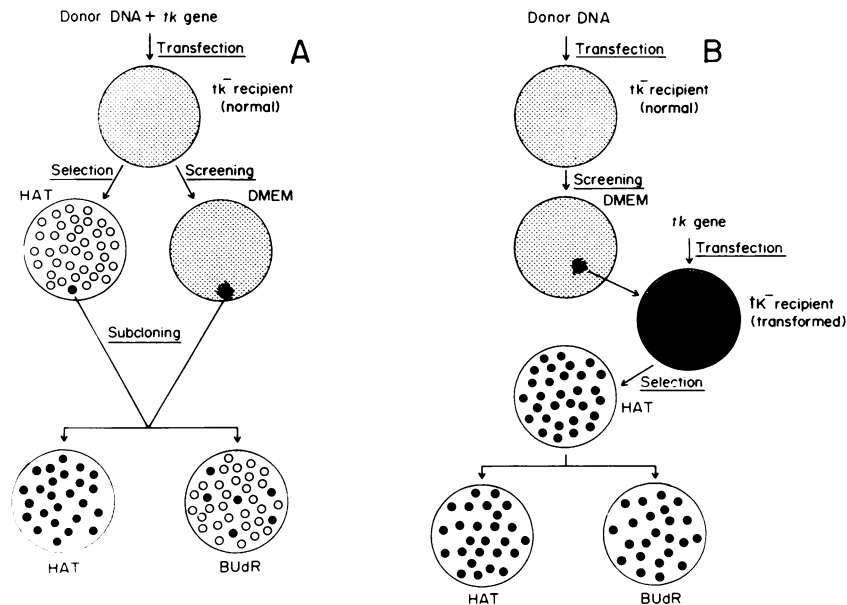 Donor DNA + tk gene
A
Transfection
tk⁻ recipient
(normal)
Selection
Screening
HAT
DMEM
Subcloning
HAT
BUdR
Donor DNA
B
Transfection
tk⁻ recipient
(normal)
Screening
DMEM
tk gene
Transfection
tk⁻ recipient
(transformed)
Selection
HAT
HAT
BUdR